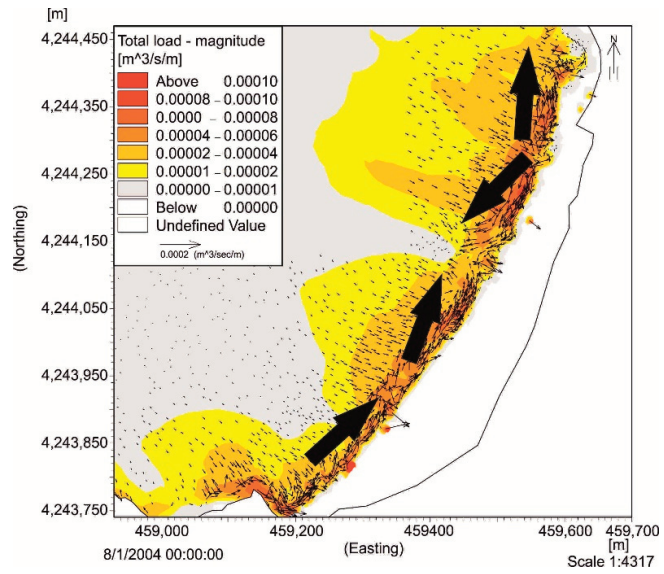 [m]
4,244,450
4,244,350
4,244,250
4,244,150
4,244,050
4,243,950
4,243,850
4,243,750
(Northing)
Total load - magnitude
[m^3/s/m]
Above 0.00010
0.00008 - 0.00010
0.0000 - 0.00008
0.00004 - 0.00006
0.00002 - 0.00004
0.00001 - 0.00002
0.00000 - 0.00001
Below 0.00000
Undefined Value
0.0002 (m^3/sec/m)
N
459,000 459,200 459400 459,600 459,700
(Easting) [m]
8/1/2004 00:00:00 Scale 1:4317